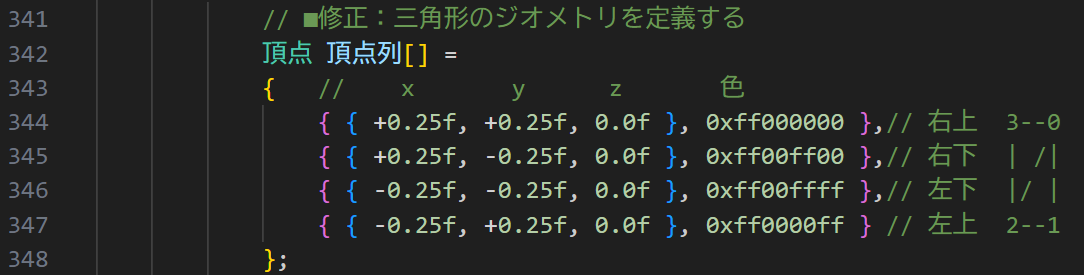 341 // ■修正：三角形のジオメトリを定義する
342 頂点 頂点列[] =
343 { // x y z 色
344 { { +0.25f, +0.25f, 0.0f }, 0xff000000 },// 右上 3--0
345 { { +0.25f, -0.25f, 0.0f }, 0xff00ff00 },// 右下 | /|
346 { { -0.25f, -0.25f, 0.0f }, 0xff00ffff },// 左下 |/ |
347 { { -0.25f, +0.25f, 0.0f }, 0xff0000ff } // 左上 2--1
348 };